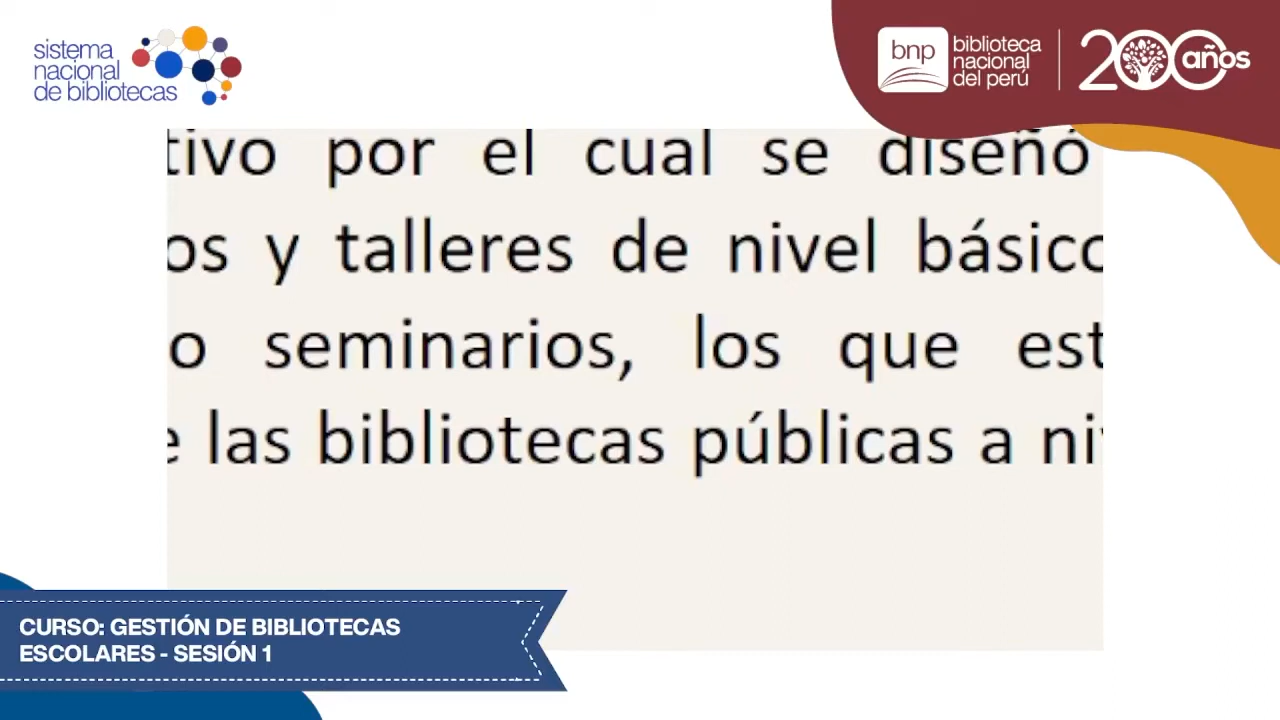 sistema
nacional
de bibliotecas
bnp
biblioteca
nacional
del perú
200 años
tivo por el cual se diseñó
os y talleres de nivel básico
o seminarios, los que est
e las bibliotecas públicas a ni
CURSO: GESTIÓN DE BIBLIOTECAS
ESCOLARES - SESIÓN 1